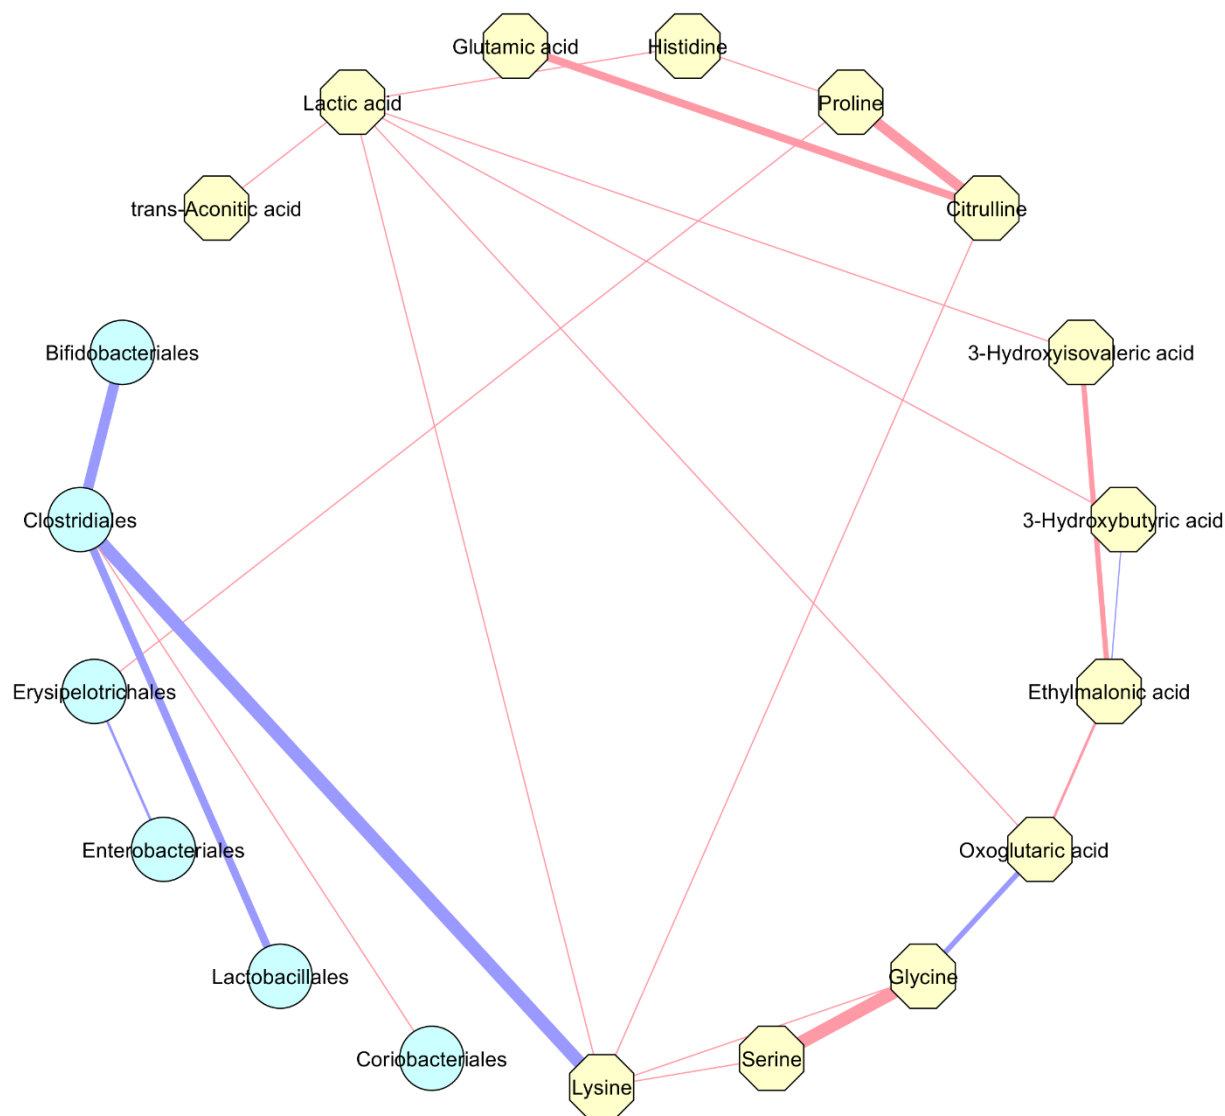 Glutamic acid
Histidine
Lactic acid
Proline
trans-Aconitic acid
Citrulline
Bifidobacteriales
3-Hydroxyisovaleric acid
Clostridiales
3-Hydroxybutyric acid
Erysipelotrichales
Ethylmalonic acid
Enterobacteriales
Oxoglutaric acid
Lactobacillales
Glycine
Coriobacteriales
Serine
Lysine